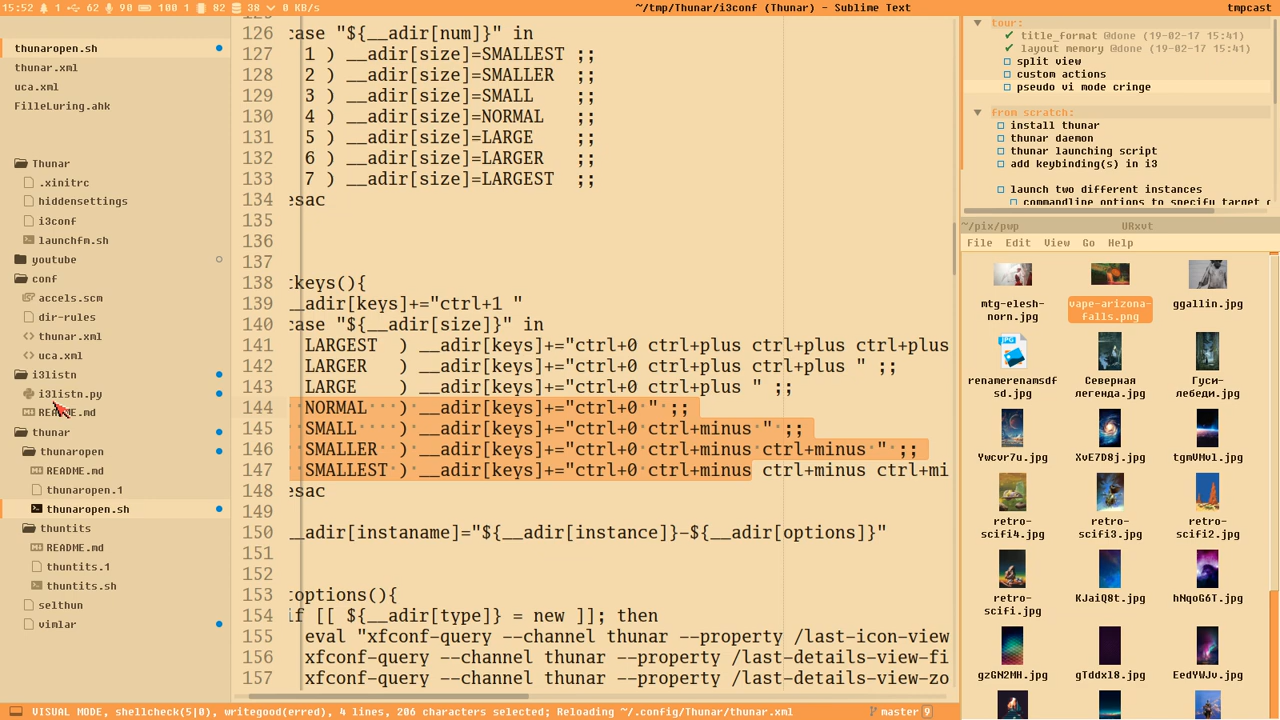 15:52 1 62 90 100 1 82 38 0 KB/s
~/tmp/Thunar/i3conf (Thunar) - Sublime Text
tmpcast
thunaropen.sh
thunar.xml
uca.xml
FilleLuring.ahk
Thunar
.xinitrc
hiddensettings
i3conf
launchfm.sh
youtube
conf
accels.scm
dir-rules
thunar.xml
uca.xml
i3listn
i3listn.py
README.md
thunar
thunaropen
README.md
thunaropen.1
thunaropen.sh
thuntits
README.md
thuntits.1
thuntits.sh
selthun
vimlar
126 case "${__adir[num]}" in
127 1 ) __adir[size]=SMALLEST ;;
128 2 ) __adir[size]=SMALLER ;;
129 3 ) __adir[size]=SMALL ;;
130 4 ) __adir[size]=NORMAL ;;
131 5 ) __adir[size]=LARGE ;;
132 6 ) __adir[size]=LARGER ;;
133 7 ) __adir[size]=LARGEST ;;
134 esac
135
136
137
138 tkeys(){
139 __adir[keys]+="ctrl+1 "
140 case "${__adir[size]}" in
141 LARGEST ) __adir[keys]+="ctrl+0 ctrl+plus ctrl+plus ctrl+plus
142 LARGER ) __adir[keys]+="ctrl+0 ctrl+plus ctrl+plus " ;;
143 LARGE ) __adir[keys]+="ctrl+0 ctrl+plus " ;;
144 NORMAL ) __adir[keys]+="ctrl+0 " ;;
145 SMALL ) __adir[keys]+="ctrl+0 ctrl+minus " ;;
146 SMALLER ) __adir[keys]+="ctrl+0 ctrl+minus ctrl+minus " ;;
147 SMALLEST ) __adir[keys]+="ctrl+0 ctrl+minus ctrl+minus ctrl+mi
148 esac
149
150 __adir[instaname]="${__adir[instance]}-${__adir[options]}"
151
152
153 toptions(){
154 if [[ ${__adir[type]} = new ]]; then
155 eval "xfconf-query --channel thunar --property /last-icon-view
156 xfconf-query --channel thunar --property /last-details-view-fi
157 xfconf-query --channel thunar --property /last-details-view-zo
tour:
✔ title_format @done (19-02-17 15:41)
✔ layout memory @done (19-02-17 15:41)
split view
custom actions
pseudo vi mode cringe
from scratch:
install thunar
thunar daemon
thunar launching script
add keybinding(s) in i3
launch two different instances
commandline options to specify target
~/pix/pwp URxvt
File Edit View Go Help
mtg-elesh-norn.jpg
vape-arizona-falls.png
ggallin.jpg
renamerenamsdfsd.jpg
Северная легенда.jpg
Гуси-лебеди.jpg
Ywcvr7u.jpg
XvE7D8j.jpg
tgmVMvl.jpg
retro-scifi4.jpg
retro-scifi3.jpg
retro-scifi2.jpg
retro-scifi.jpg
KJaiQ8t.jpg
hNqoG6T.jpg
gzGN2MH.jpg
gTddxl8.jpg
EedYWJv.jpg
VISUAL MODE, shellcheck(5|0), writegood(erred), 4 lines, 206 characters selected; Reloading ~/.config/Thunar/thunar.xml
master 9